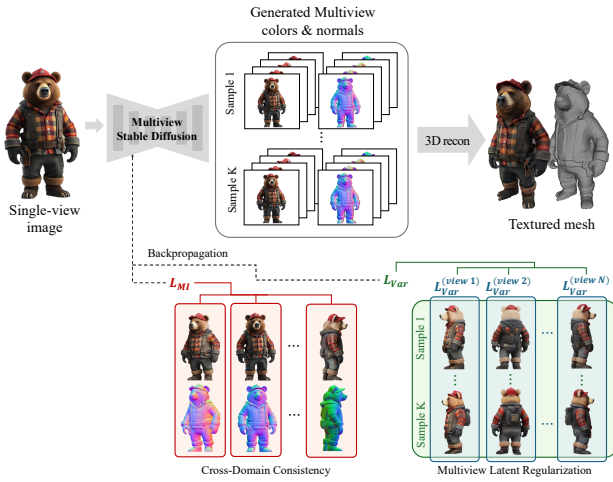 Generated Multiview
colors & normals
Sample 1
Multiview
Stable Diffusion
⋮
3D recon
Sample K
Single-view
image
Textured mesh
Backpropagation
L_MI
L_Var
L_Var^(view 1)
L_Var^(view 2)
L_Var^(view N)
Sample 1
...
...
⋮
⋮
...
...
Sample K
Cross-Domain Consistency
Multiview Latent Regularization